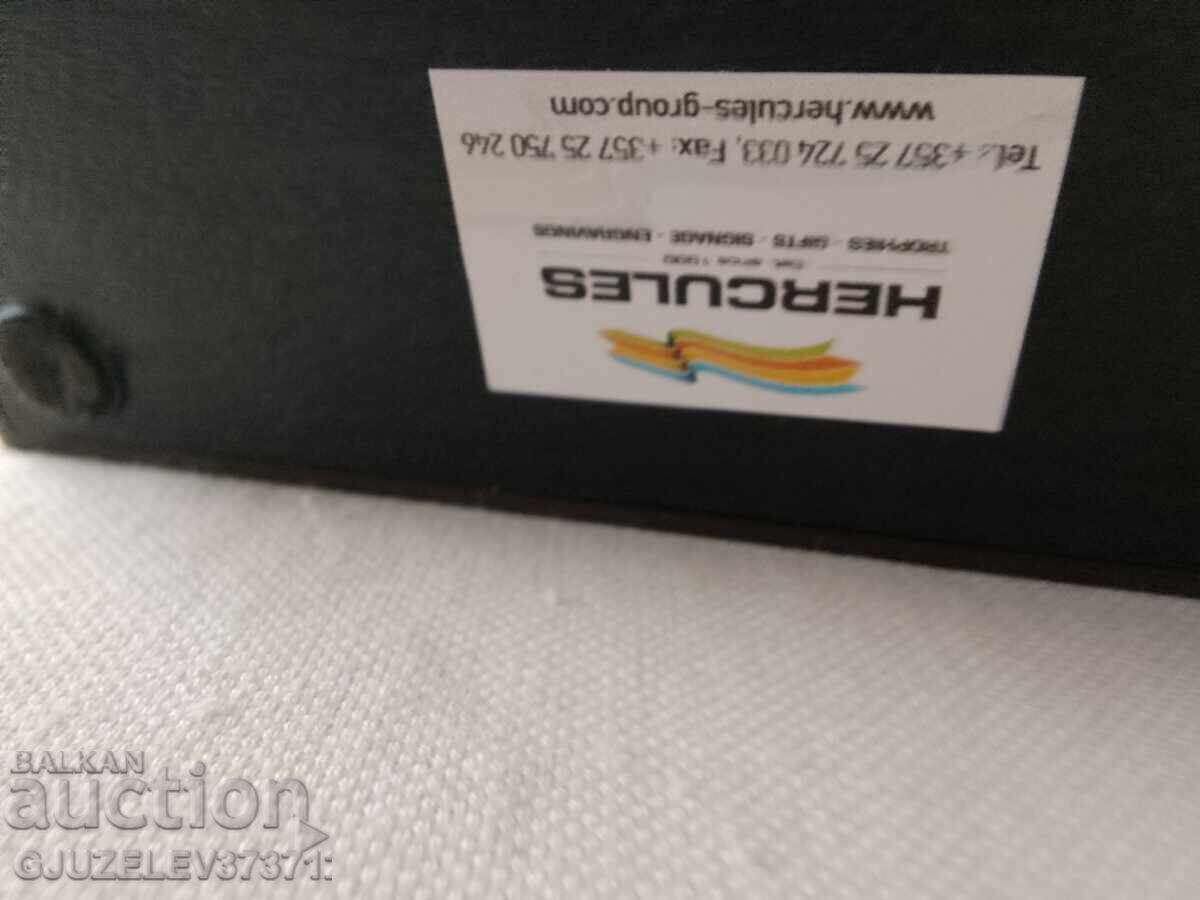 HERCULES
TROPHIES · GIFTS · SIGNAGE · ENGRAVINGS
Tel.: +357 25 724 033, Fax: +357 25 750 246
www.hercules-group.com
BALKAN
auction
GJUZELEV37371